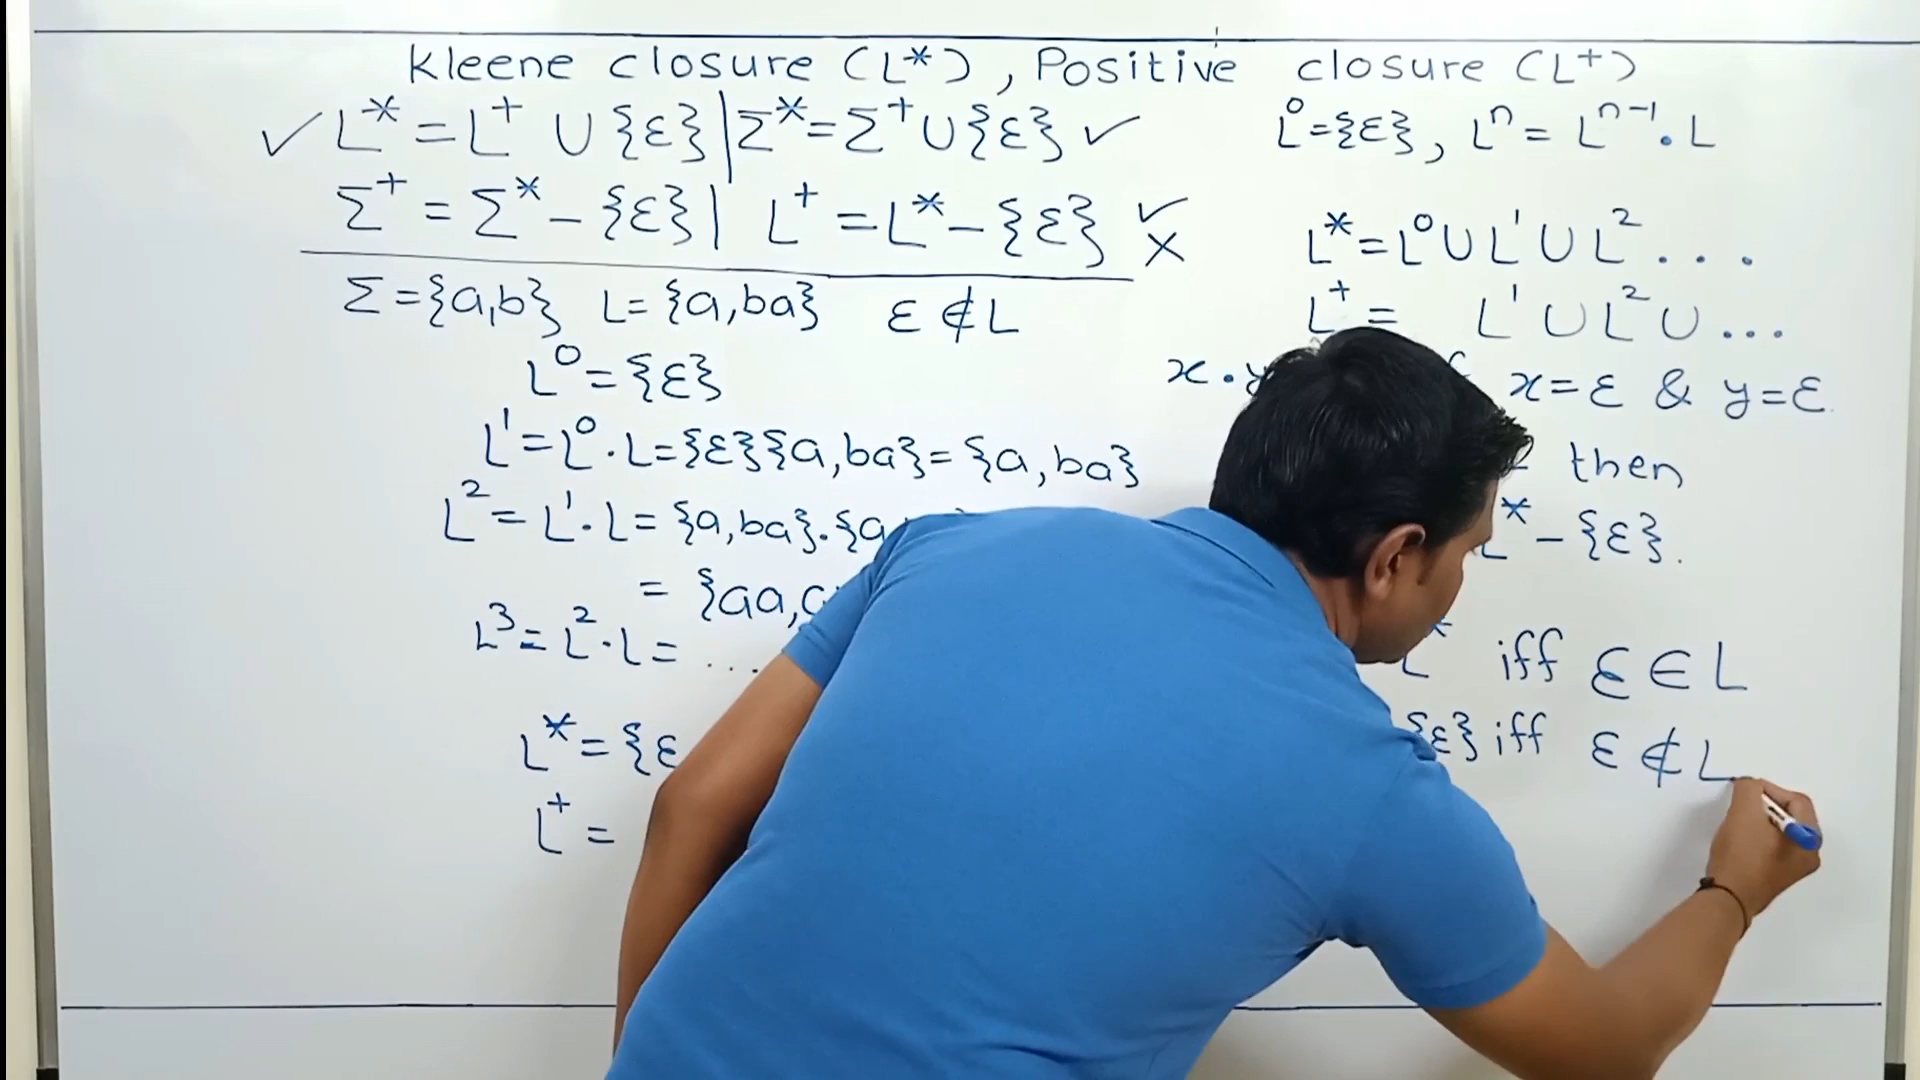 Kleene closure (L*), Positive closure (L⁺)
✓ L* = L⁺ ∪ {ε} | Σ* = Σ⁺ ∪ {ε} ✓
Σ⁺ = Σ* − {ε} | L⁺ = L* − {ε} ✓ ×
Σ = {a,b} L = {a,ba} ε ∉ L
L⁰ = {ε}
L¹ = L⁰ . L = {ε}{a,ba} = {a,ba}
L² = L¹ . L = {a,ba}.{a
= {aa,
L³ = L² . L = ....
L* = {ε
L⁺ =
L⁰ = {ε}, Lⁿ = Lⁿ⁻¹ . L
L* = L⁰ ∪ L¹ ∪ L² ...
L⁺ = L¹ ∪ L² ∪ ...
x . y x = ε & y = ε
then
L* − {ε}.
L* iff ε ∈ L
{ε} iff ε ∉ L